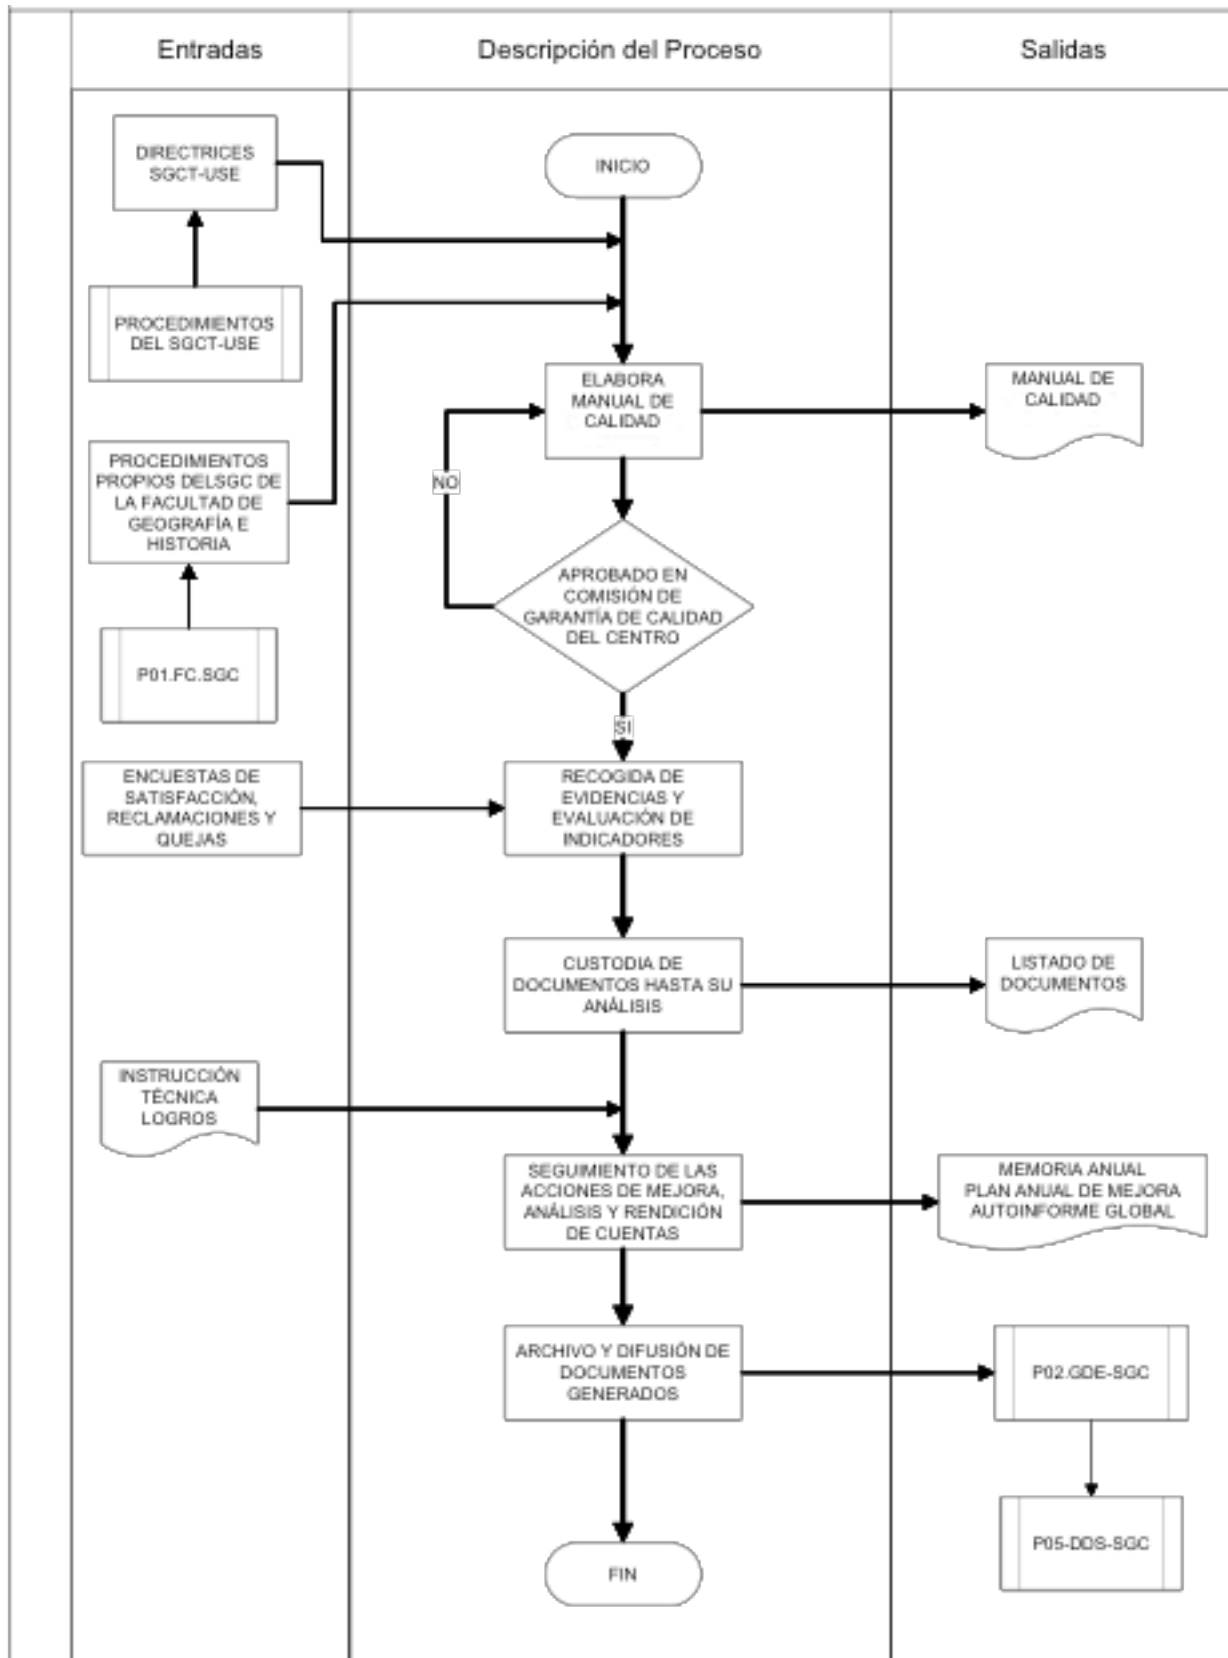 Entradas
Descripción del Proceso
Salidas
DIRECTRICES
SGCT-USE
INICIO
PROCEDIMIENTOS
DEL SGCT-USE
ELABORA
MANUAL DE
CALIDAD
MANUAL DE
CALIDAD
PROCEDIMIENTOS
PROPIOS DELSGC DE
LA FACULTAD DE
GEOGRAFÍA E
HISTORIA
NO
APROBADO EN
COMISIÓN DE
GARANTÍA DE CALIDAD
DEL CENTRO
P01.FC.SGC
SI
ENCUESTAS DE
SATISFACCIÓN,
RECLAMACIONES Y
QUEJAS
RECOGIDA DE
EVIDENCIAS Y
EVALUACIÓN DE
INDICADORES
CUSTODIA DE
DOCUMENTOS HASTA SU
ANÁLISIS
LISTADO DE
DOCUMENTOS
INSTRUCCIÓN
TÉCNICA
LOGROS
SEGUIMIENTO DE LAS
ACCIONES DE MEJORA,
ANÁLISIS Y RENDICIÓN
DE CUENTAS
MEMORIA ANUAL
PLAN ANUAL DE MEJORA
AUTOINFORME GLOBAL
ARCHIVO Y DIFUSIÓN DE
DOCUMENTOS
GENERADOS
P02.GDE-SGC
P05-DDS-SGC
FIN